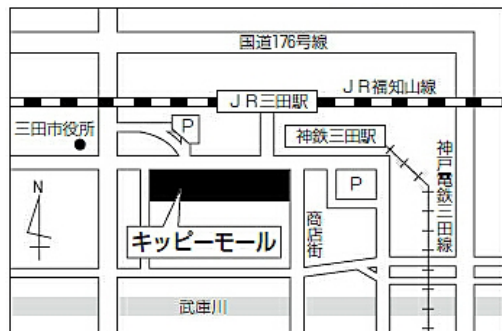 国道176号線
JR福知山線
JR三田駅
三田市役所
P
神鉄三田駅
神戸電鉄三田線
P
N
商店街
キッピーモール
武庫川